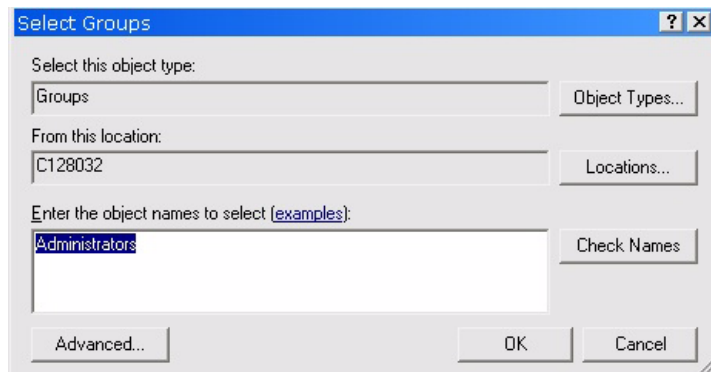 Select Groups
Select this object type:
Groups
Object Types...
From this location:
C128032
Locations...
Enter the object names to select (examples):
Administrators
Check Names
Advanced...
OK
Cancel